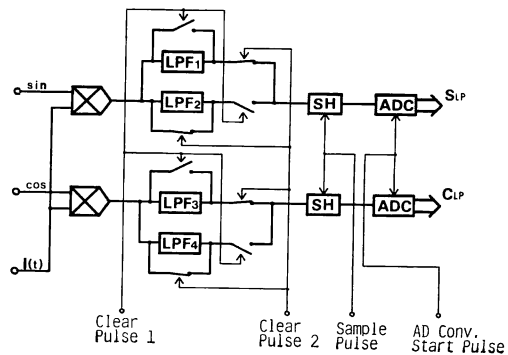 sin
LPF1
LPF2
SH
ADC
SLP
cos
LPF3
LPF4
SH
ADC
CLP
I(t)
Clear
Pulse 1
Clear
Pulse 2
Sample
Pulse
AD Conv.
Start Pulse